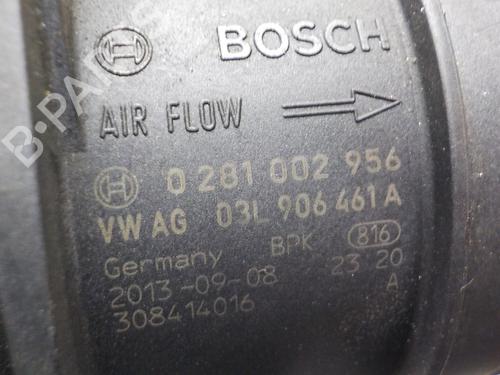 BOSCH
AIR FLOW
0 281 002 956
VW AG 03L 906 461 A
Germany BPK 816
2013-09-08 23 20
308414016 A
B-PARTS